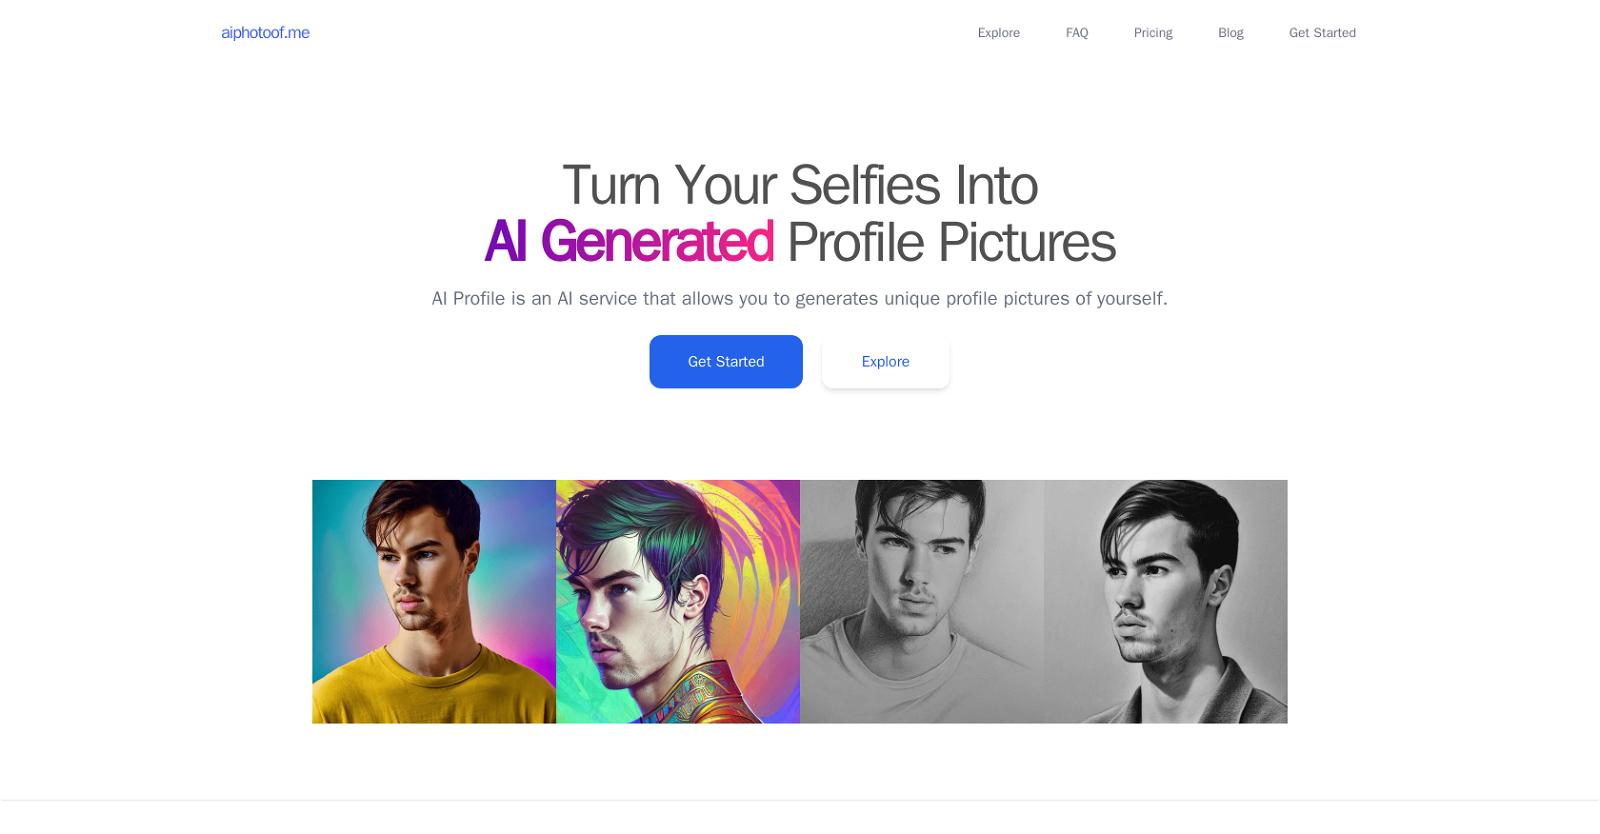 aiphotoof.me
Explore
FAQ
Pricing
Blog
Get Started
Turn Your Selfies Into
AI Generated Profile Pictures
AI Profile is an AI service that allows you to generates unique profile pictures of yourself.
Get Started
Explore